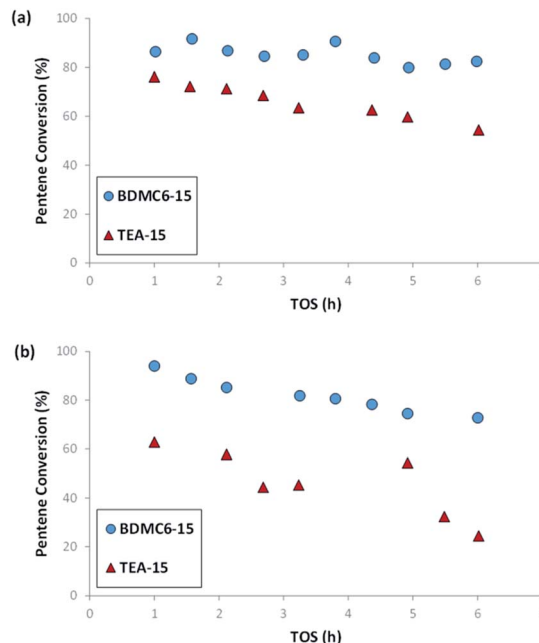 (a)
Pentene Conversion (%)
100
80
60
40
20
0
BDMC6-15
TEA-15
0 1 2 3 4 5 6
TOS (h)
(b)
Pentene Conversion (%)
100
80
60
40
20
0
BDMC6-15
TEA-15
0 1 2 3 4 5 6
TOS (h)